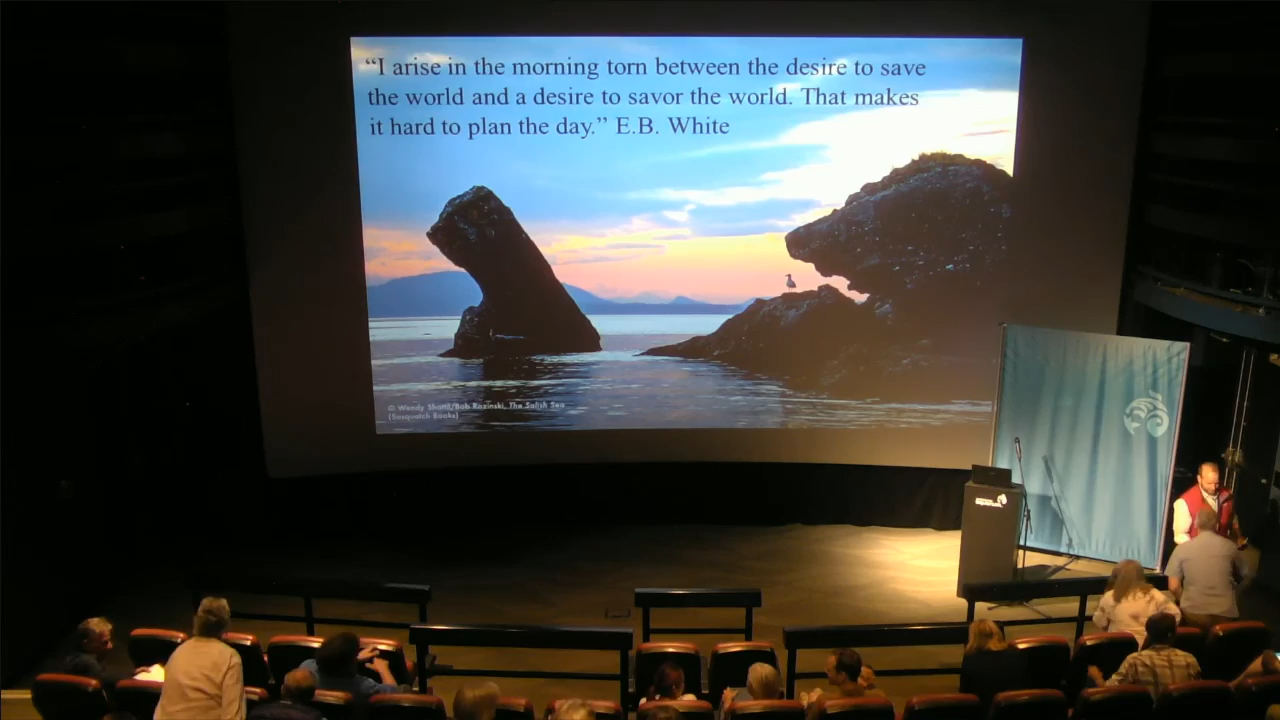 “I arise in the morning torn between the desire to save
the world and a desire to savor the world. That makes
it hard to plan the day.” E.B. White
© Wendy Shattil/Bob Rozinski, The Salish Sea
(Sasquatch Books)